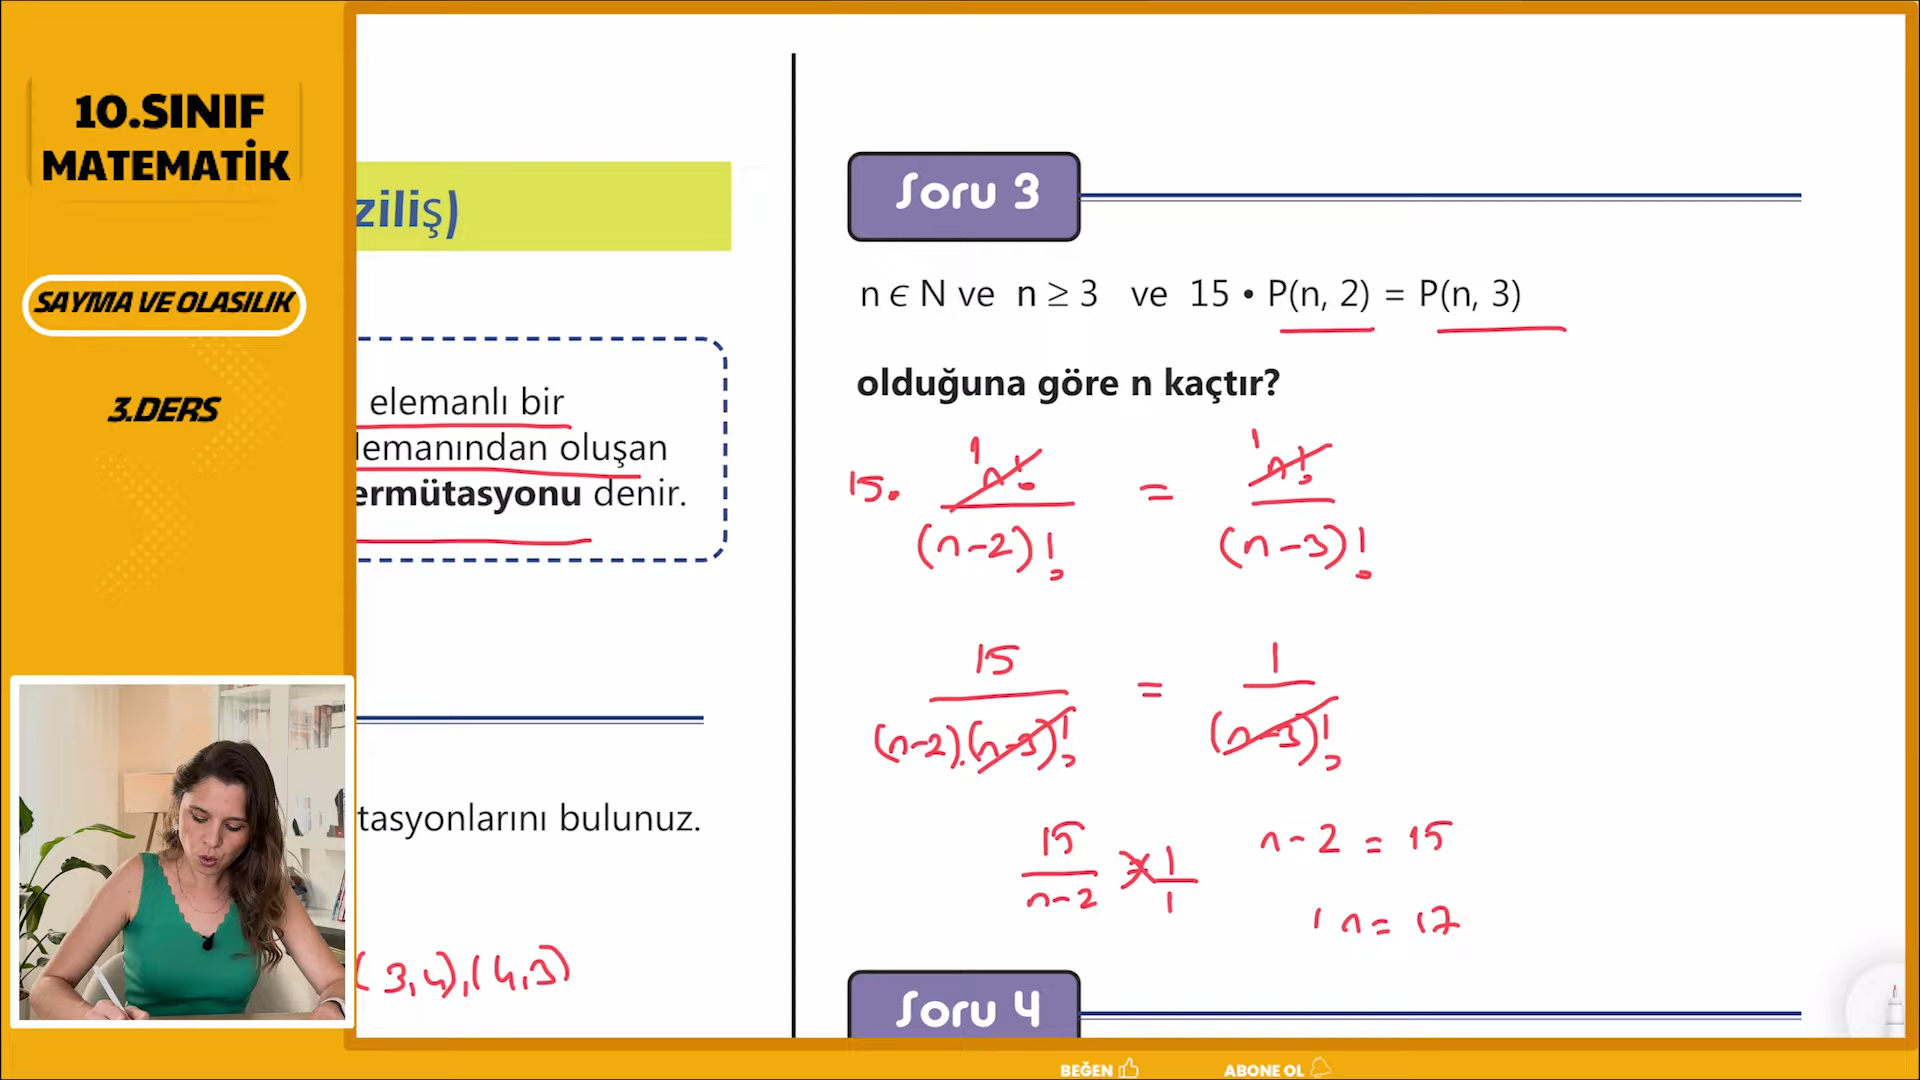 10.SINIF
MATEMATİK
SAYMA VE OLASILIK
3.DERS
ziliş)
elemanlı bir
lemanından oluşan
ermütasyonu denir.
tasyonlarını bulunuz.
(3,4),(4,3)
Soru 3
n ϵ N ve n ≥ 3 ve 15 • P(n, 2) = P(n, 3)
olduğuna göre n kaçtır?
1 1
15. n! = n!
(n-2)! (n-3)!
15 = 1
(n-2).(n-3)! (n-3)!
15 1 n-2 = 15
n-2 1
n = 17
Soru 4
BEĞEN ABONE OL